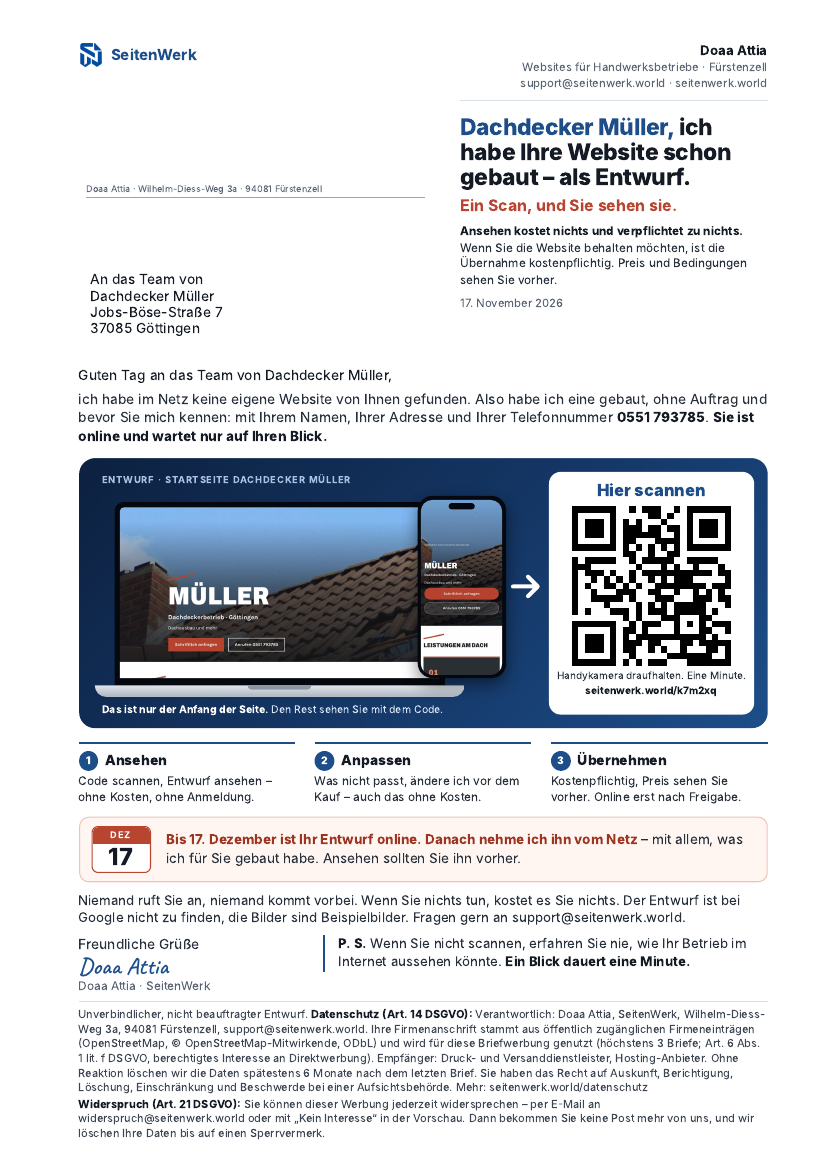 SeitenWerk
Doaa Attia
Websites für Handwerksbetriebe · Fürstenzell
support@seitenwerk.world · seitenwerk.world
Dachdecker Müller, ich
habe Ihre Website schon
gebaut – als Entwurf.
Ein Scan, und Sie sehen sie.
Ansehen kostet nichts und verpflichtet zu nichts.
Wenn Sie die Website behalten möchten, ist die
Übernahme kostenpflichtig. Preis und Bedingungen
sehen Sie vorher.
17. November 2026
Doaa Attia · Wilhelm-Diess-Weg 3a · 94081 Fürstenzell
An das Team von
Dachdecker Müller
Jobs-Böse-Straße 7
37085 Göttingen
Guten Tag an das Team von Dachdecker Müller,
ich habe im Netz keine eigene Website von Ihnen gefunden. Also habe ich eine gebaut, ohne Auftrag und
bevor Sie mich kennen: mit Ihrem Namen, Ihrer Adresse und Ihrer Telefonnummer 0551 793785. Sie ist
online und wartet nur auf Ihren Blick.
ENTWURF · STARTSEITE DACHDECKER MÜLLER
MÜLLER
Dachdeckerbetrieb · Göttingen
Dachausbau und mehr
Schriftlich anfragen
Anrufen 0551 793785
MÜLLER
Dachdeckerbetrieb · Göttingen
Dachausbau und mehr
Schriftlich anfragen
Anrufen 0551 793785
LEISTUNGEN AM DACH
01
Das ist nur der Anfang der Seite. Den Rest sehen Sie mit dem Code.
Hier scannen
Handykamera draufhalten. Eine Minute.
seitenwerk.world/k7m2xq
1 Ansehen
Code scannen, Entwurf ansehen –
ohne Kosten, ohne Anmeldung.
2 Anpassen
Was nicht passt, ändere ich vor dem
Kauf – auch das ohne Kosten.
3 Übernehmen
Kostenpflichtig, Preis sehen Sie
vorher. Online erst nach Freigabe.
DEZ
17
Bis 17. Dezember ist Ihr Entwurf online. Danach nehme ich ihn vom Netz – mit allem, was
ich für Sie gebaut habe. Ansehen sollten Sie ihn vorher.
Niemand ruft Sie an, niemand kommt vorbei. Wenn Sie nichts tun, kostet es Sie nichts. Der Entwurf ist bei
Google nicht zu finden, die Bilder sind Beispielbilder. Fragen gern an support@seitenwerk.world.
Freundliche Grüße
Doaa Attia
Doaa Attia · SeitenWerk
P. S. Wenn Sie nicht scannen, erfahren Sie nie, wie Ihr Betrieb im
Internet aussehen könnte. Ein Blick dauert eine Minute.
Unverbindlicher, nicht beauftragter Entwurf. Datenschutz (Art. 14 DSGVO): Verantwortlich: Doaa Attia, SeitenWerk, Wilhelm-Diess-
Weg 3a, 94081 Fürstenzell, support@seitenwerk.world. Ihre Firmenanschrift stammt aus öffentlich zugänglichen Firmeneinträgen
(OpenStreetMap, © OpenStreetMap-Mitwirkende, ODbL) und wird für diese Briefwerbung genutzt (höchstens 3 Briefe; Art. 6 Abs.
1 lit. f DSGVO, berechtigtes Interesse an Direktwerbung). Empfänger: Druck- und Versanddienstleister, Hosting-Anbieter. Ohne
Reaktion löschen wir die Daten spätestens 6 Monate nach dem letzten Brief. Sie haben das Recht auf Auskunft, Berichtigung,
Löschung, Einschränkung und Beschwerde bei einer Aufsichtsbehörde. Mehr: seitenwerk.world/datenschutz
Widerspruch (Art. 21 DSGVO): Sie können dieser Werbung jederzeit widersprechen – per E-Mail an
widerspruch@seitenwerk.world oder mit „Kein Interesse“ in der Vorschau. Dann bekommen Sie keine Post mehr von uns, und wir
löschen Ihre Daten bis auf einen Sperrvermerk.